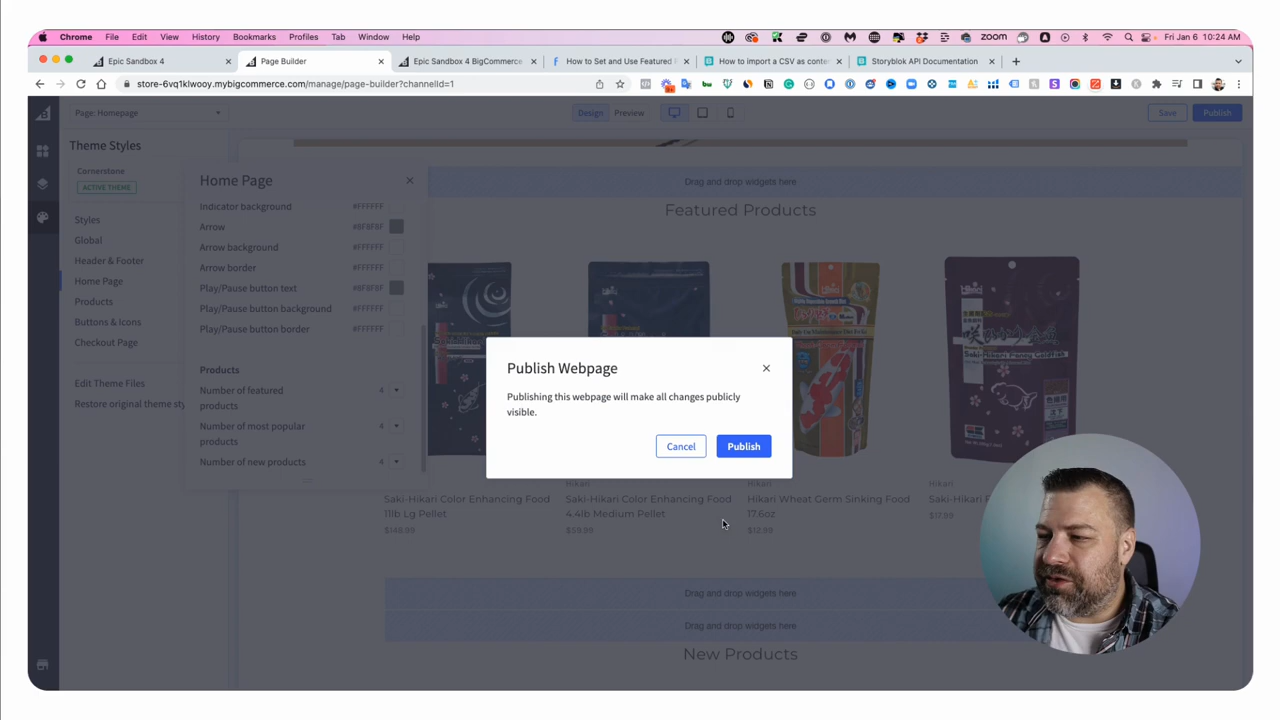 Chrome File Edit View History Bookmarks Profiles Tab Window Help
zoom Fri Jan 6 10:24 AM
Epic Sandbox 4
Page Builder
Epic Sandbox 4 BigCommerce
How to Set and Use Featured
How to import a CSV as conten
Storyblok API Documentation
store-6vq1klwooy.mybigcommerce.com/manage/page-builder?channelId=1
Page: Homepage
Design Preview
Save Publish
Theme Styles
Cornerstone
ACTIVE THEME
Styles
Global
Header & Footer
Home Page
Products
Buttons & Icons
Checkout Page
Edit Theme Files
Restore original theme sty
Home Page
Indicator background #FFFFFF
Arrow #8F8F8F
Arrow background #FFFFFF
Arrow border #FFFFFF
Play/Pause button text #8F8F8F
Play/Pause button background #FFFFFF
Play/Pause button border #FFFFFF
Products
Number of featured products 4
Number of most popular products 4
Number of new products 4
Drag and drop widgets here
Featured Products
Publish Webpage
Publishing this webpage will make all changes publicly
visible.
Cancel Publish
Saki-Hikari Color Enhancing Food
11lb Lg Pellet
$149.99
Saki-Hikari Color Enhancing Food
4.4lb Medium Pellet
$59.99
Hikari
Hikari Wheat Germ Sinking Food
17.6oz
$19.99
Hikari
Saki-Hikari F
$17.99
Drag and drop widgets here
Drag and drop widgets here
New Products